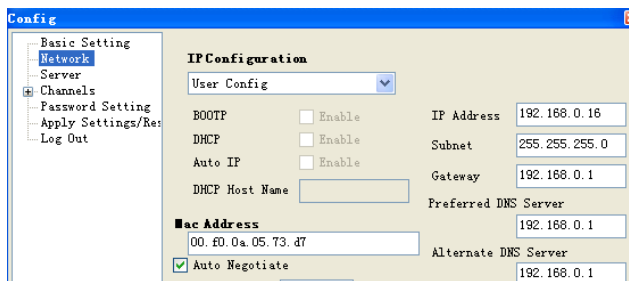 Config
Basic Setting
Network
Server
Channels
Password Setting
Apply Settings/Res
Log Out
IPConfiguration
User Config
BOOTP Enable
DHCP Enable
Auto IP Enable
DHCP Host Name
Mac Address
00.f0.0a.05.73.d7
Auto Negotiate
IP Address 192.168.0.16
Subnet 255.255.255.0
Gateway 192.168.0.1
Preferred DNS Server
192.168.0.1
Alternate DNS Server
192.168.0.1